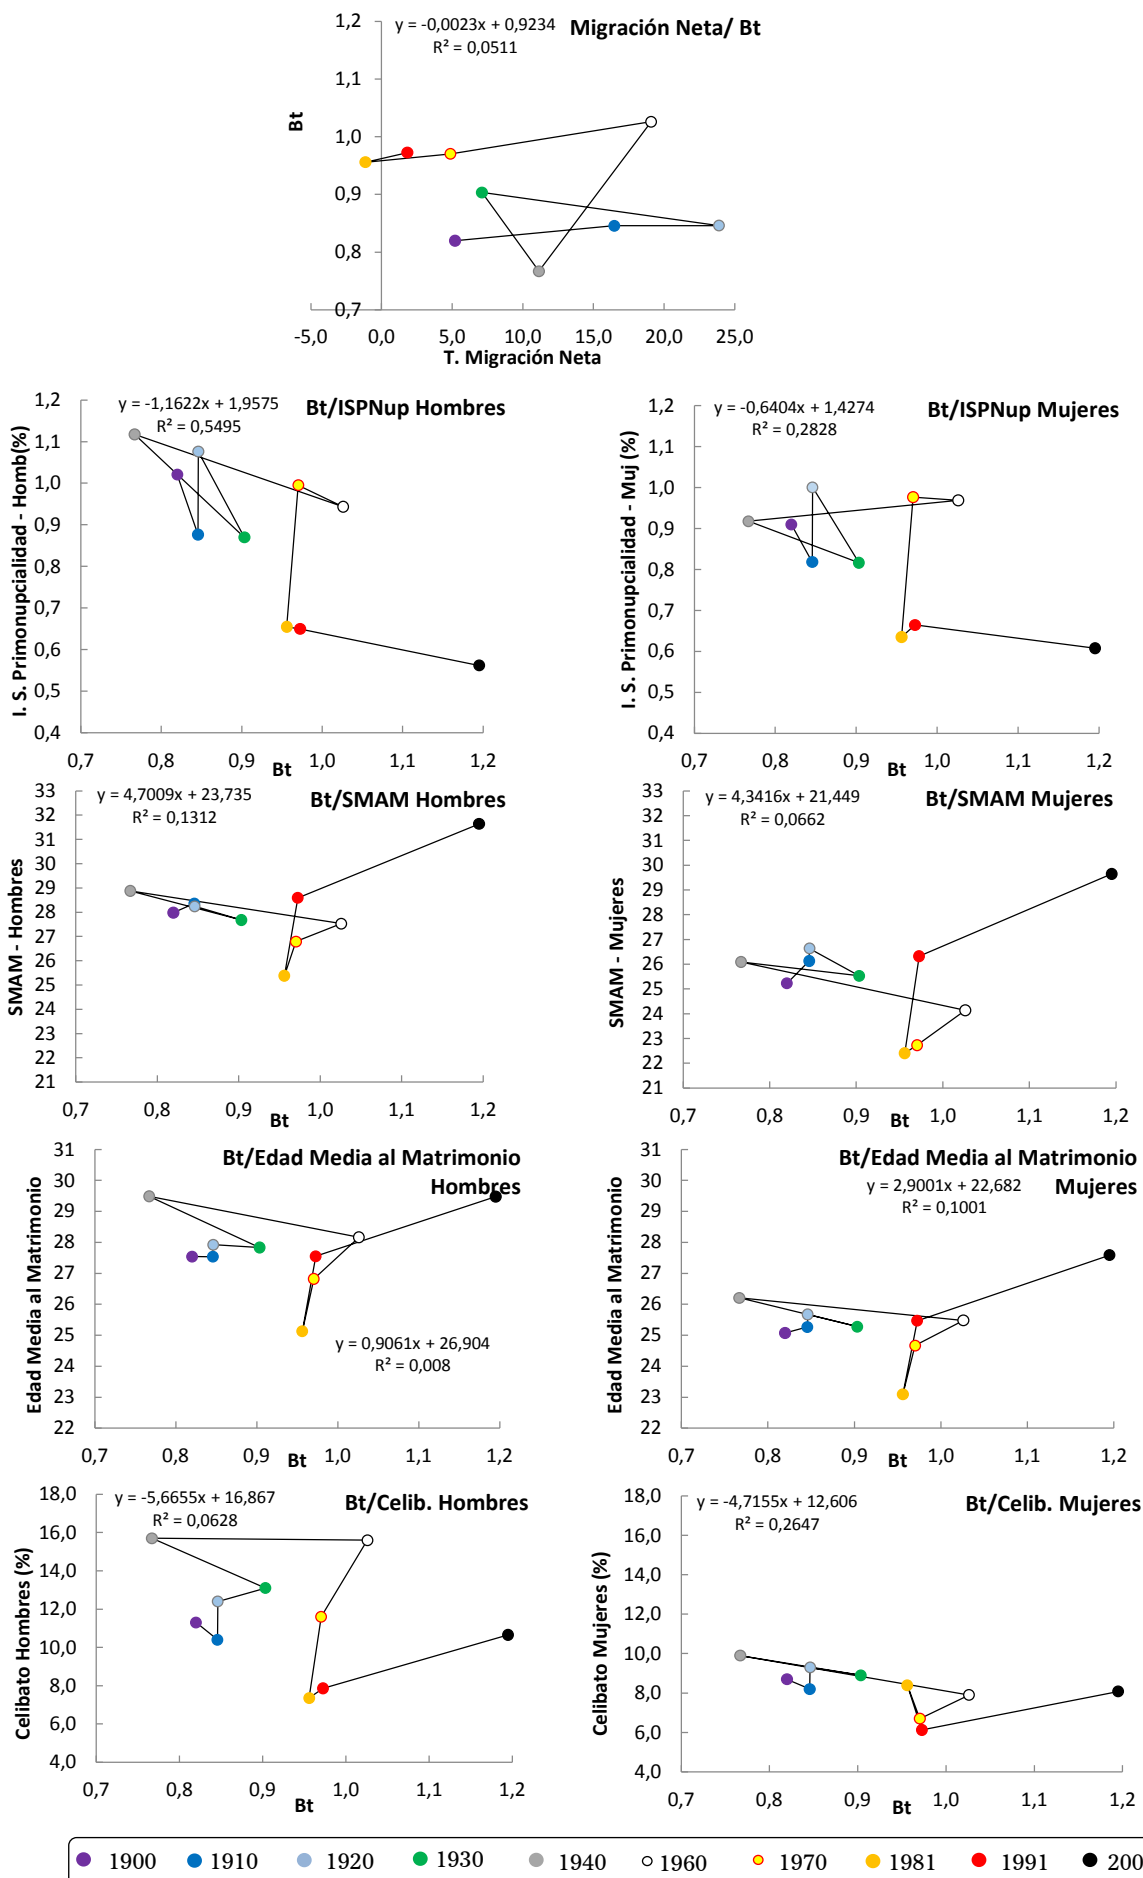 y = -0,0023x + 0,9234
R² = 0,0511
Migración Neta/ Bt
Bt
1,2
1,1
1,0
0,9
0,8
0,7
-5,0 0,0 5,0 10,0 15,0 20,0 25,0
T. Migración Neta
y = -1,1622x + 1,9575
R² = 0,5495
Bt/ISPNup Hombres
I. S. Primonupcialidad - Homb(%)
1,2
1,1
1,0
0,9
0,8
0,7
0,6
0,5
0,4
0,7 0,8 0,9 1,0 1,1 1,2
Bt
y = -0,6404x + 1,4274
R² = 0,2828
Bt/ISPNup Mujeres
I. S. Primonupcialidad - Muj (%)
1,2
1,1
1,0
0,9
0,8
0,7
0,6
0,5
0,4
0,7 0,8 0,9 1,0 1,1 1,2
Bt
y = 4,7009x + 23,735
R² = 0,1312
Bt/SMAM Hombres
SMAM - Hombres
33
32
31
30
29
28
27
26
25
24
23
22
21
0,7 0,8 0,9 1,0 1,1 1,2
Bt
y = 4,3416x + 21,449
R² = 0,0662
Bt/SMAM Mujeres
SMAM - Mujeres
33
32
31
30
29
28
27
26
25
24
23
22
21
0,7 0,8 0,9 1,0 1,1 1,2
Bt
Bt/Edad Media al Matrimonio
Hombres
y = 0,9061x + 26,904
R² = 0,008
Edad Media al Matrimonio
31
30
29
28
27
26
25
24
23
22
0,7 0,8 0,9 1,0 1,1 1,2
Bt
Bt/Edad Media al Matrimonio
Mujeres
y = 2,9001x + 22,682
R² = 0,1001
Edad Media al Matrimonio
31
30
29
28
27
26
25
24
23
22
0,7 0,8 0,9 1,0 1,1 1,2
Bt
y = -5,6655x + 16,867
R² = 0,0628
Bt/Celib. Hombres
Celibato Hombres (%)
18,0
16,0
14,0
12,0
10,0
8,0
6,0
4,0
0,7 0,8 0,9 1,0 1,1 1,2
Bt
y = -4,7155x + 12,606
R² = 0,2647
Bt/Celib. Mujeres
Celibato Mujeres (%)
18,0
16,0
14,0
12,0
10,0
8,0
6,0
4,0
0,7 0,8 0,9 1,0 1,1 1,2
Bt
1900 1910 1920 1930 1940 1960 1970 1981 1991 200